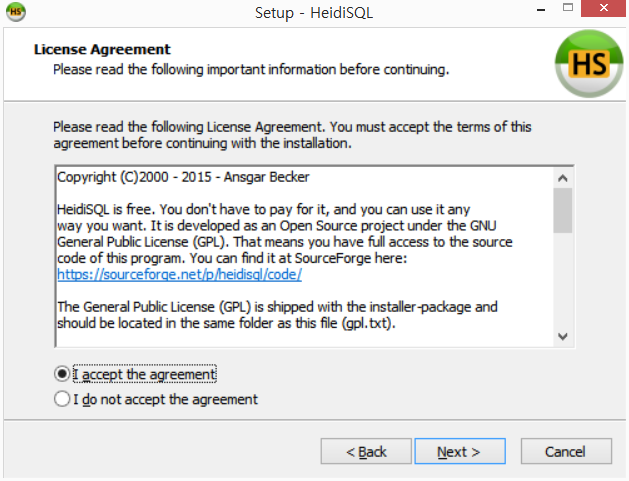 HS
Setup - HeidiSQL
License Agreement
Please read the following important information before continuing.
HS
Please read the following License Agreement. You must accept the terms of this
agreement before continuing with the installation.
Copyright (C)2000 - 2015 - Ansgar Becker
HeidiSQL is free. You don't have to pay for it, and you can use it any
way you want. It is developed as an Open Source project under the GNU
General Public License (GPL). That means you have full access to the source
code of this program. You can find it at SourceForge here:
https://sourceforge.net/p/heidisql/code/
The General Public License (GPL) is shipped with the installer-package and
should be located in the same folder as this file (gpl.txt).
I accept the agreement
I do not accept the agreement
< Back
Next >
Cancel